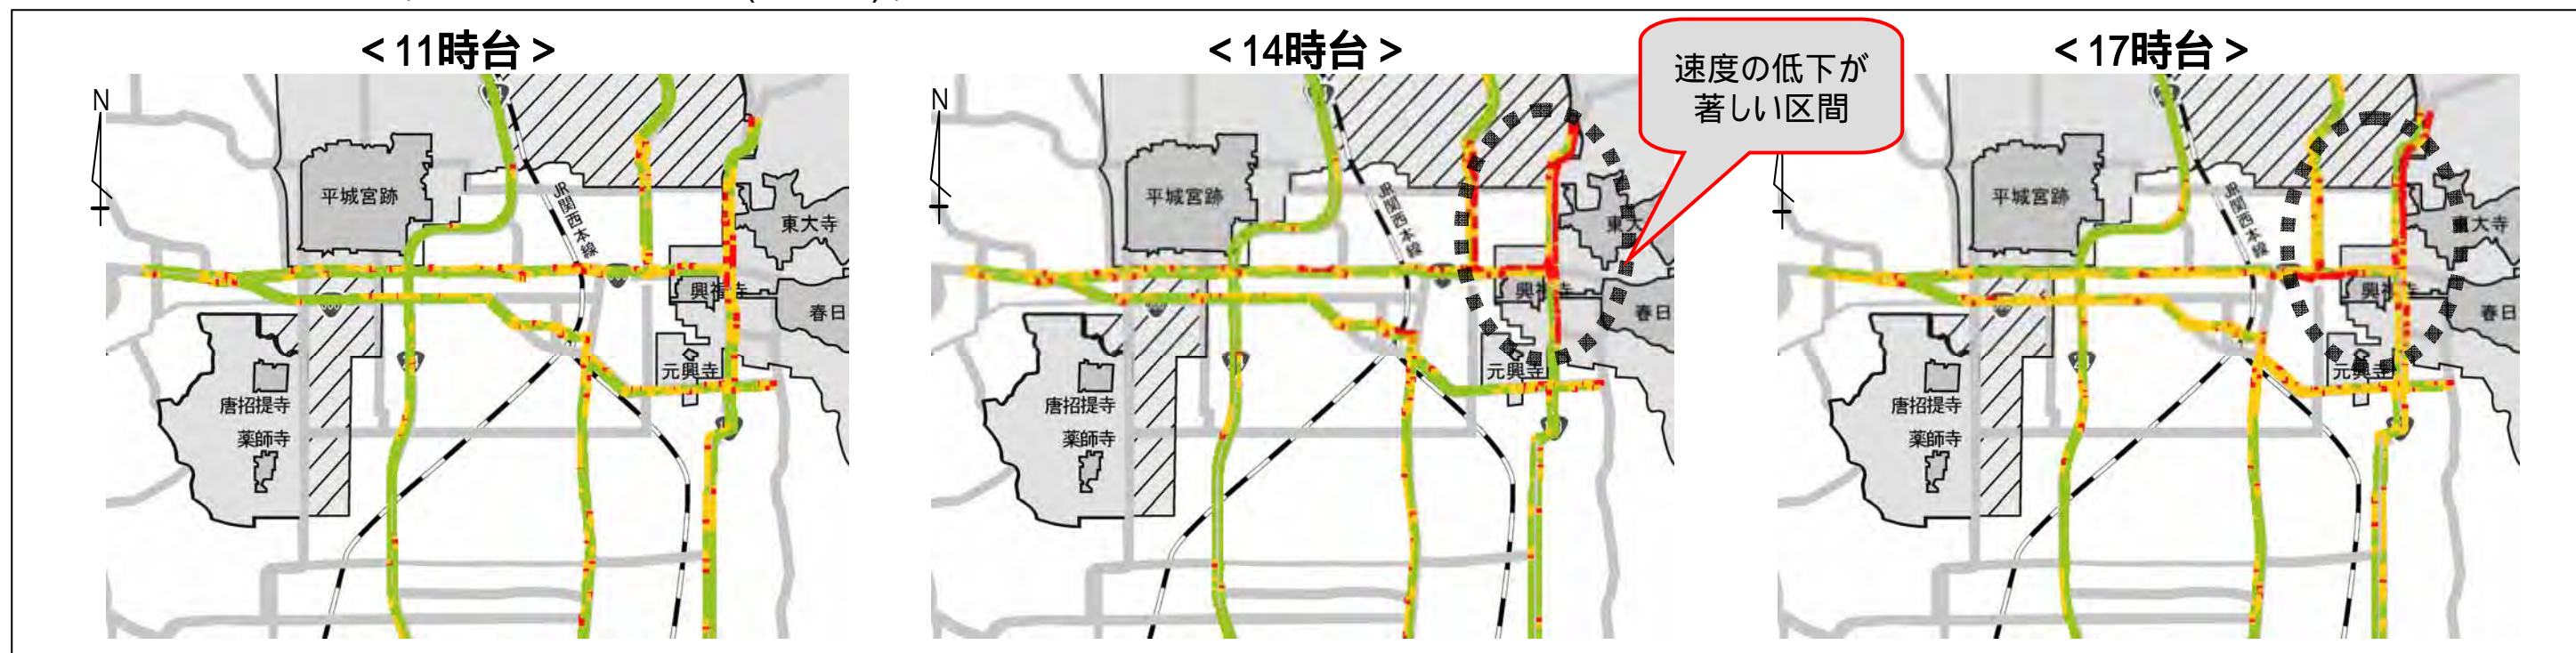 <11時台>
N
平城宮跡
JR関西本線
東大寺
興福寺
春日
元興寺
唐招提寺
薬師寺
<14時台>
速度の低下が
著しい区間
N
平城宮跡
JR関西本線
東大
興福寺
春日
元興寺
唐招提寺
薬師寺
<17時台>
平城宮跡
JR関西本線
東大寺
興福寺
春日
元興寺
唐招提寺
薬師寺